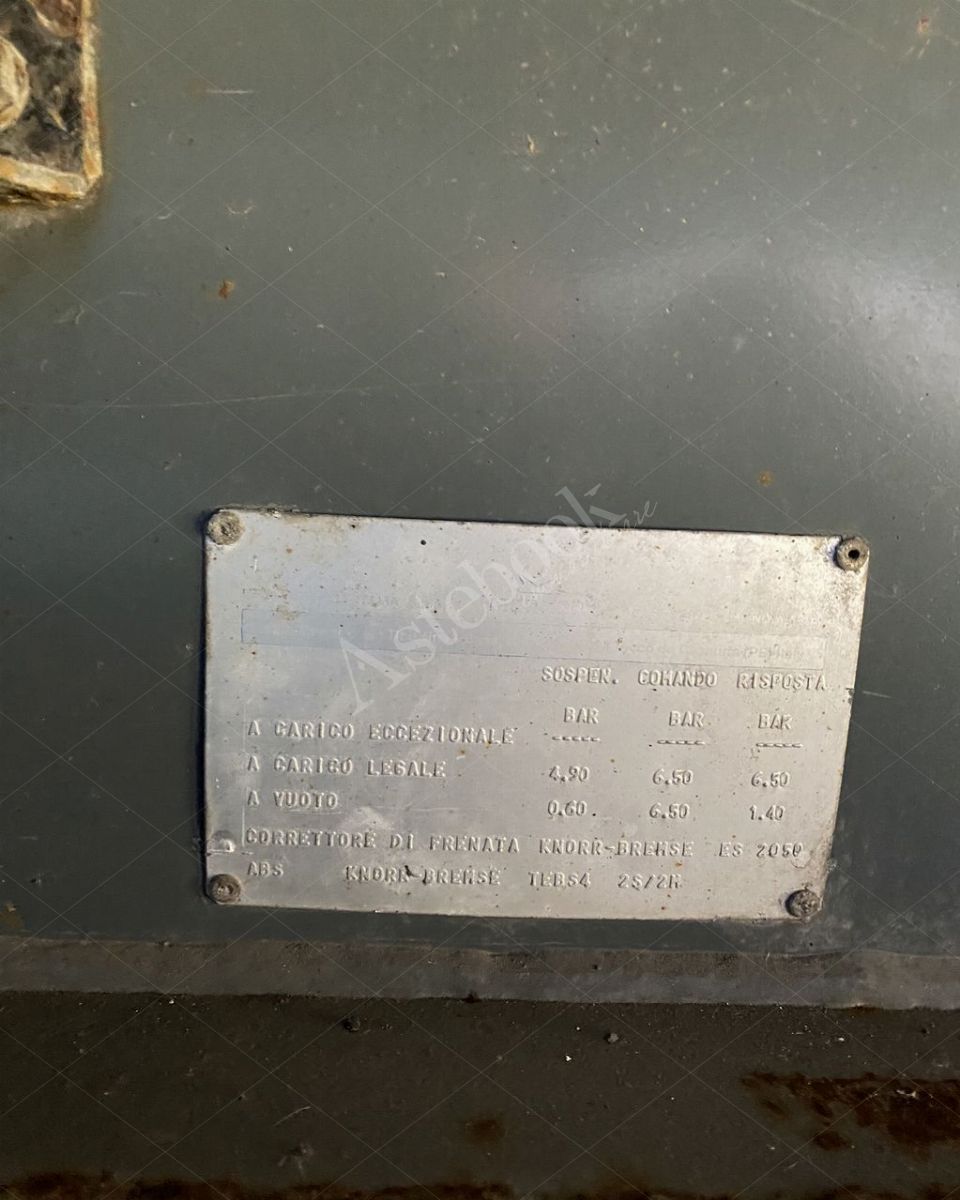 Astebook
SOSPEN. COMANDO RISPOSTA
BAR BAR BAR
A CARICO ECCEZIONALE ----- ----- -----
A CARICO LEGALE 4.90 6.50 6.50
A VUOTO 0.60 6.50 1.40
CORRETTORE DI FRENATA KNORR-BREMSE ES 2050
ABS KNORR-BREMSE TEBS4 2S/2M